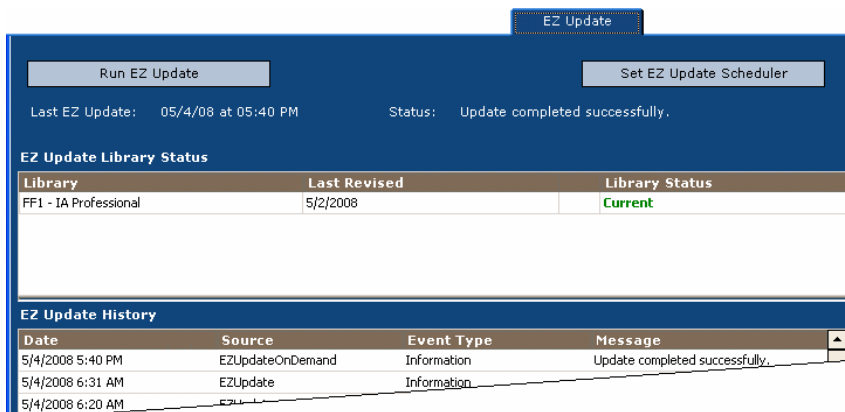 EZ Update
Run EZ Update Set EZ Update Scheduler
Last EZ Update: 05/4/08 at 05:40 PM Status: Update completed successfully.
EZ Update Library Status
Library Last Revised Library Status
FF1 - IA Professional 5/2/2008 Current
EZ Update History
Date Source Event Type Message
5/4/2008 5:40 PM EZUpdateOnDemand Information Update completed successfully.
5/4/2008 6:31 AM EZUpdate Information
5/4/2008 6:20 AM